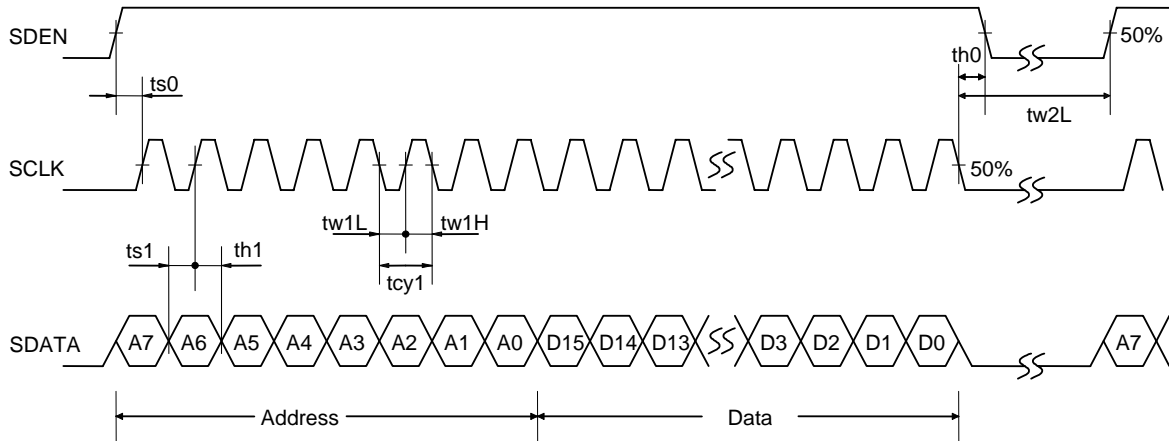 SDEN
50%
th0
ts0
tw2L
SCLK
50%
tw1L tw1H
ts1 th1
tcy1
SDATA A7 A6 A5 A4 A3 A2 A1 A0 D15 D14 D13 D3 D2 D1 D0 A7
Address Data